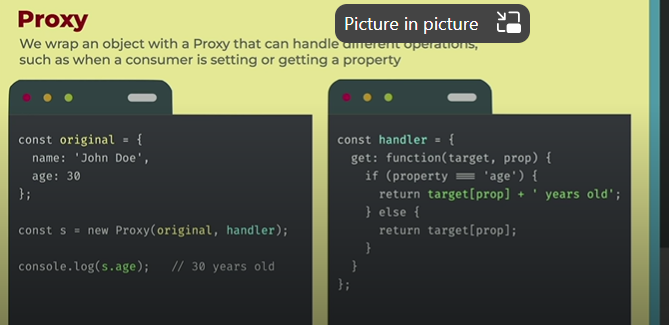 Proxy
Picture in picture
We wrap an object with a Proxy that can handle different operations,
such as when a consumer is setting or getting a property
const original = {
name: 'John Doe',
age: 30
};
const s = new Proxy(original, handler);
console.log(s.age);   // 30 years old
const handler = {
get: function(target, prop) {
if (property === 'age') {
return target[prop] + ' years old';
} else {
return target[prop];
}
}
};